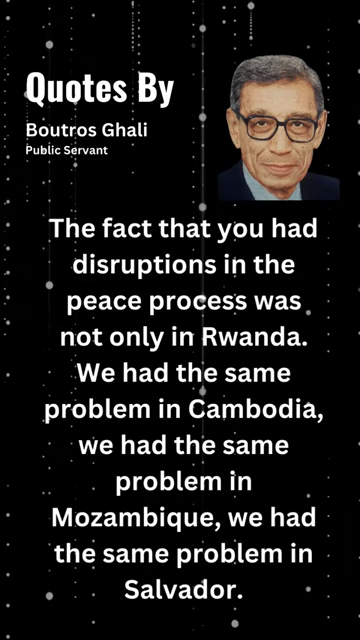 Quotes By
Boutros Ghali
Public Servant
The fact that you had
disruptions in the
peace process was
not only in Rwanda.
We had the same
problem in Cambodia,
we had the same
problem in
Mozambique, we had
the same problem in
Salvador.